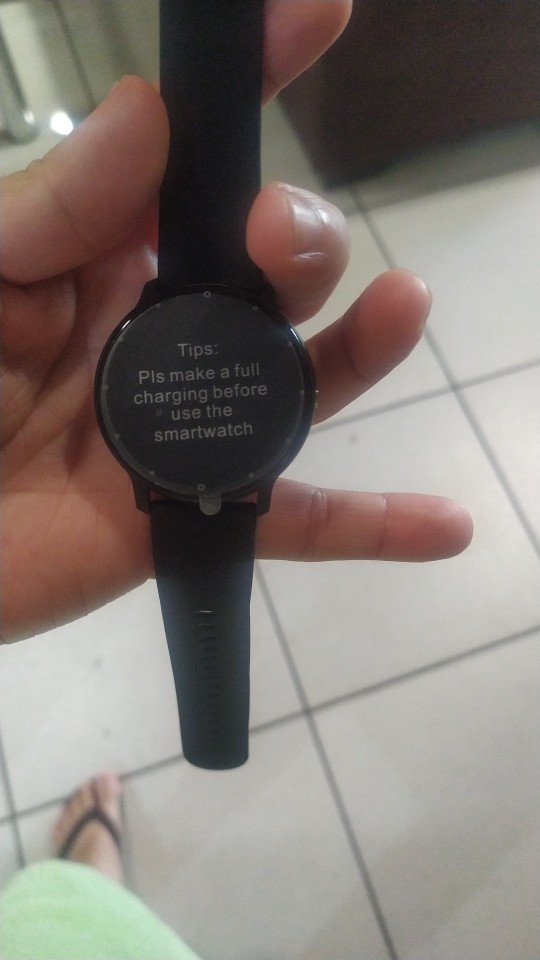 Tips:
Pls make a full
charging before
use the
smartwatch